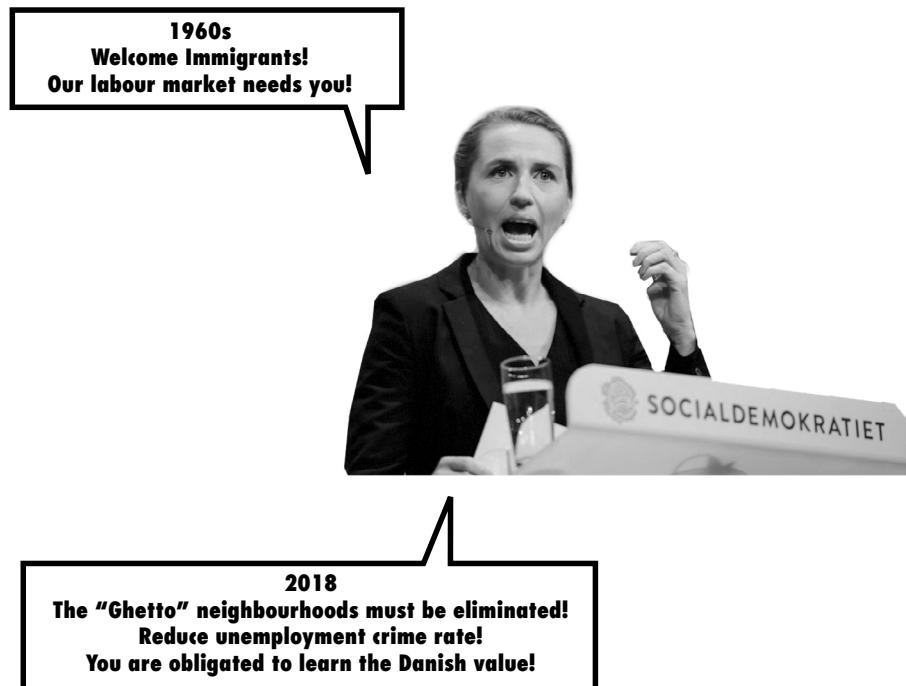 1960s
Welcome Immigrants!
Our labour market needs you!
SOCIALDEMOKRATIET
2018
The “Ghetto” neighbourhoods must be eliminated!
Reduce unemployment crime rate!
You are obligated to learn the Danish value!